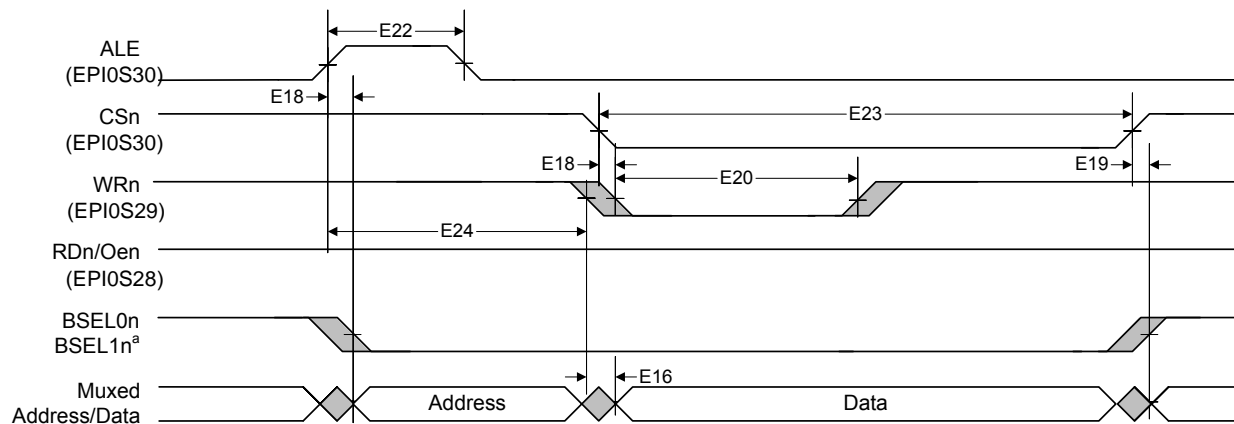 E22
ALE
(EPI0S30)
E18
CSn
(EPI0S30)
E23
E18
E20
E19
WRn
(EPI0S29)
E24
RDn/Oen
(EPI0S28)
BSEL0n
BSEL1nᵃ
E16
Muxed
Address/Data
Address
Data